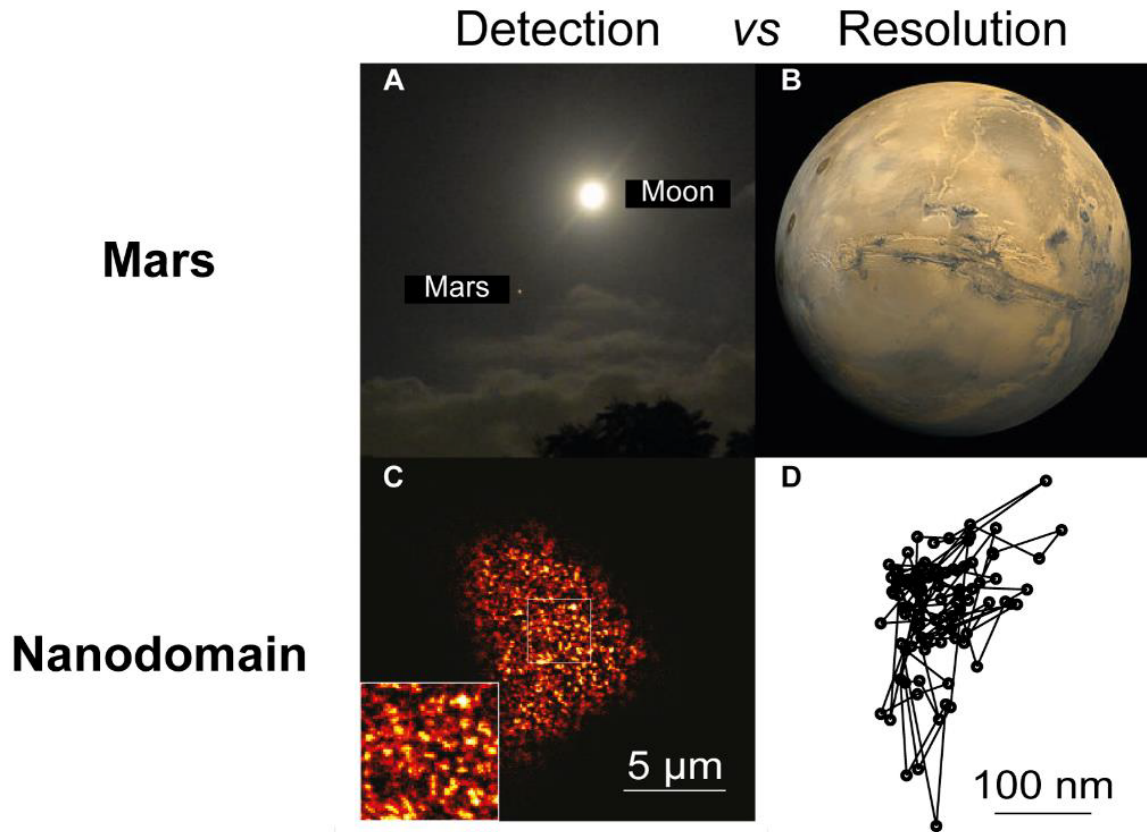 Detection vs Resolution
A
B
Moon
Mars
Mars
C
D
Nanodomain
5 µm
100 nm